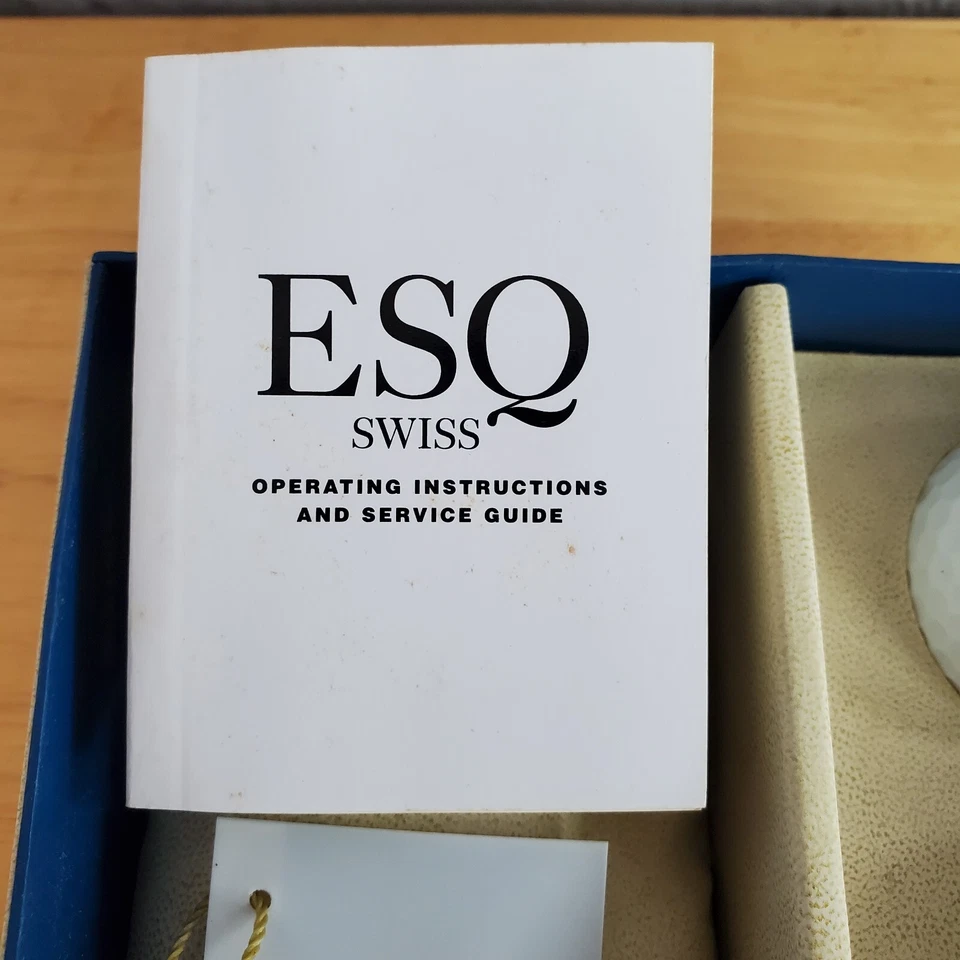 ESQ
SWISS
OPERATING INSTRUCTIONS
AND SERVICE GUIDE